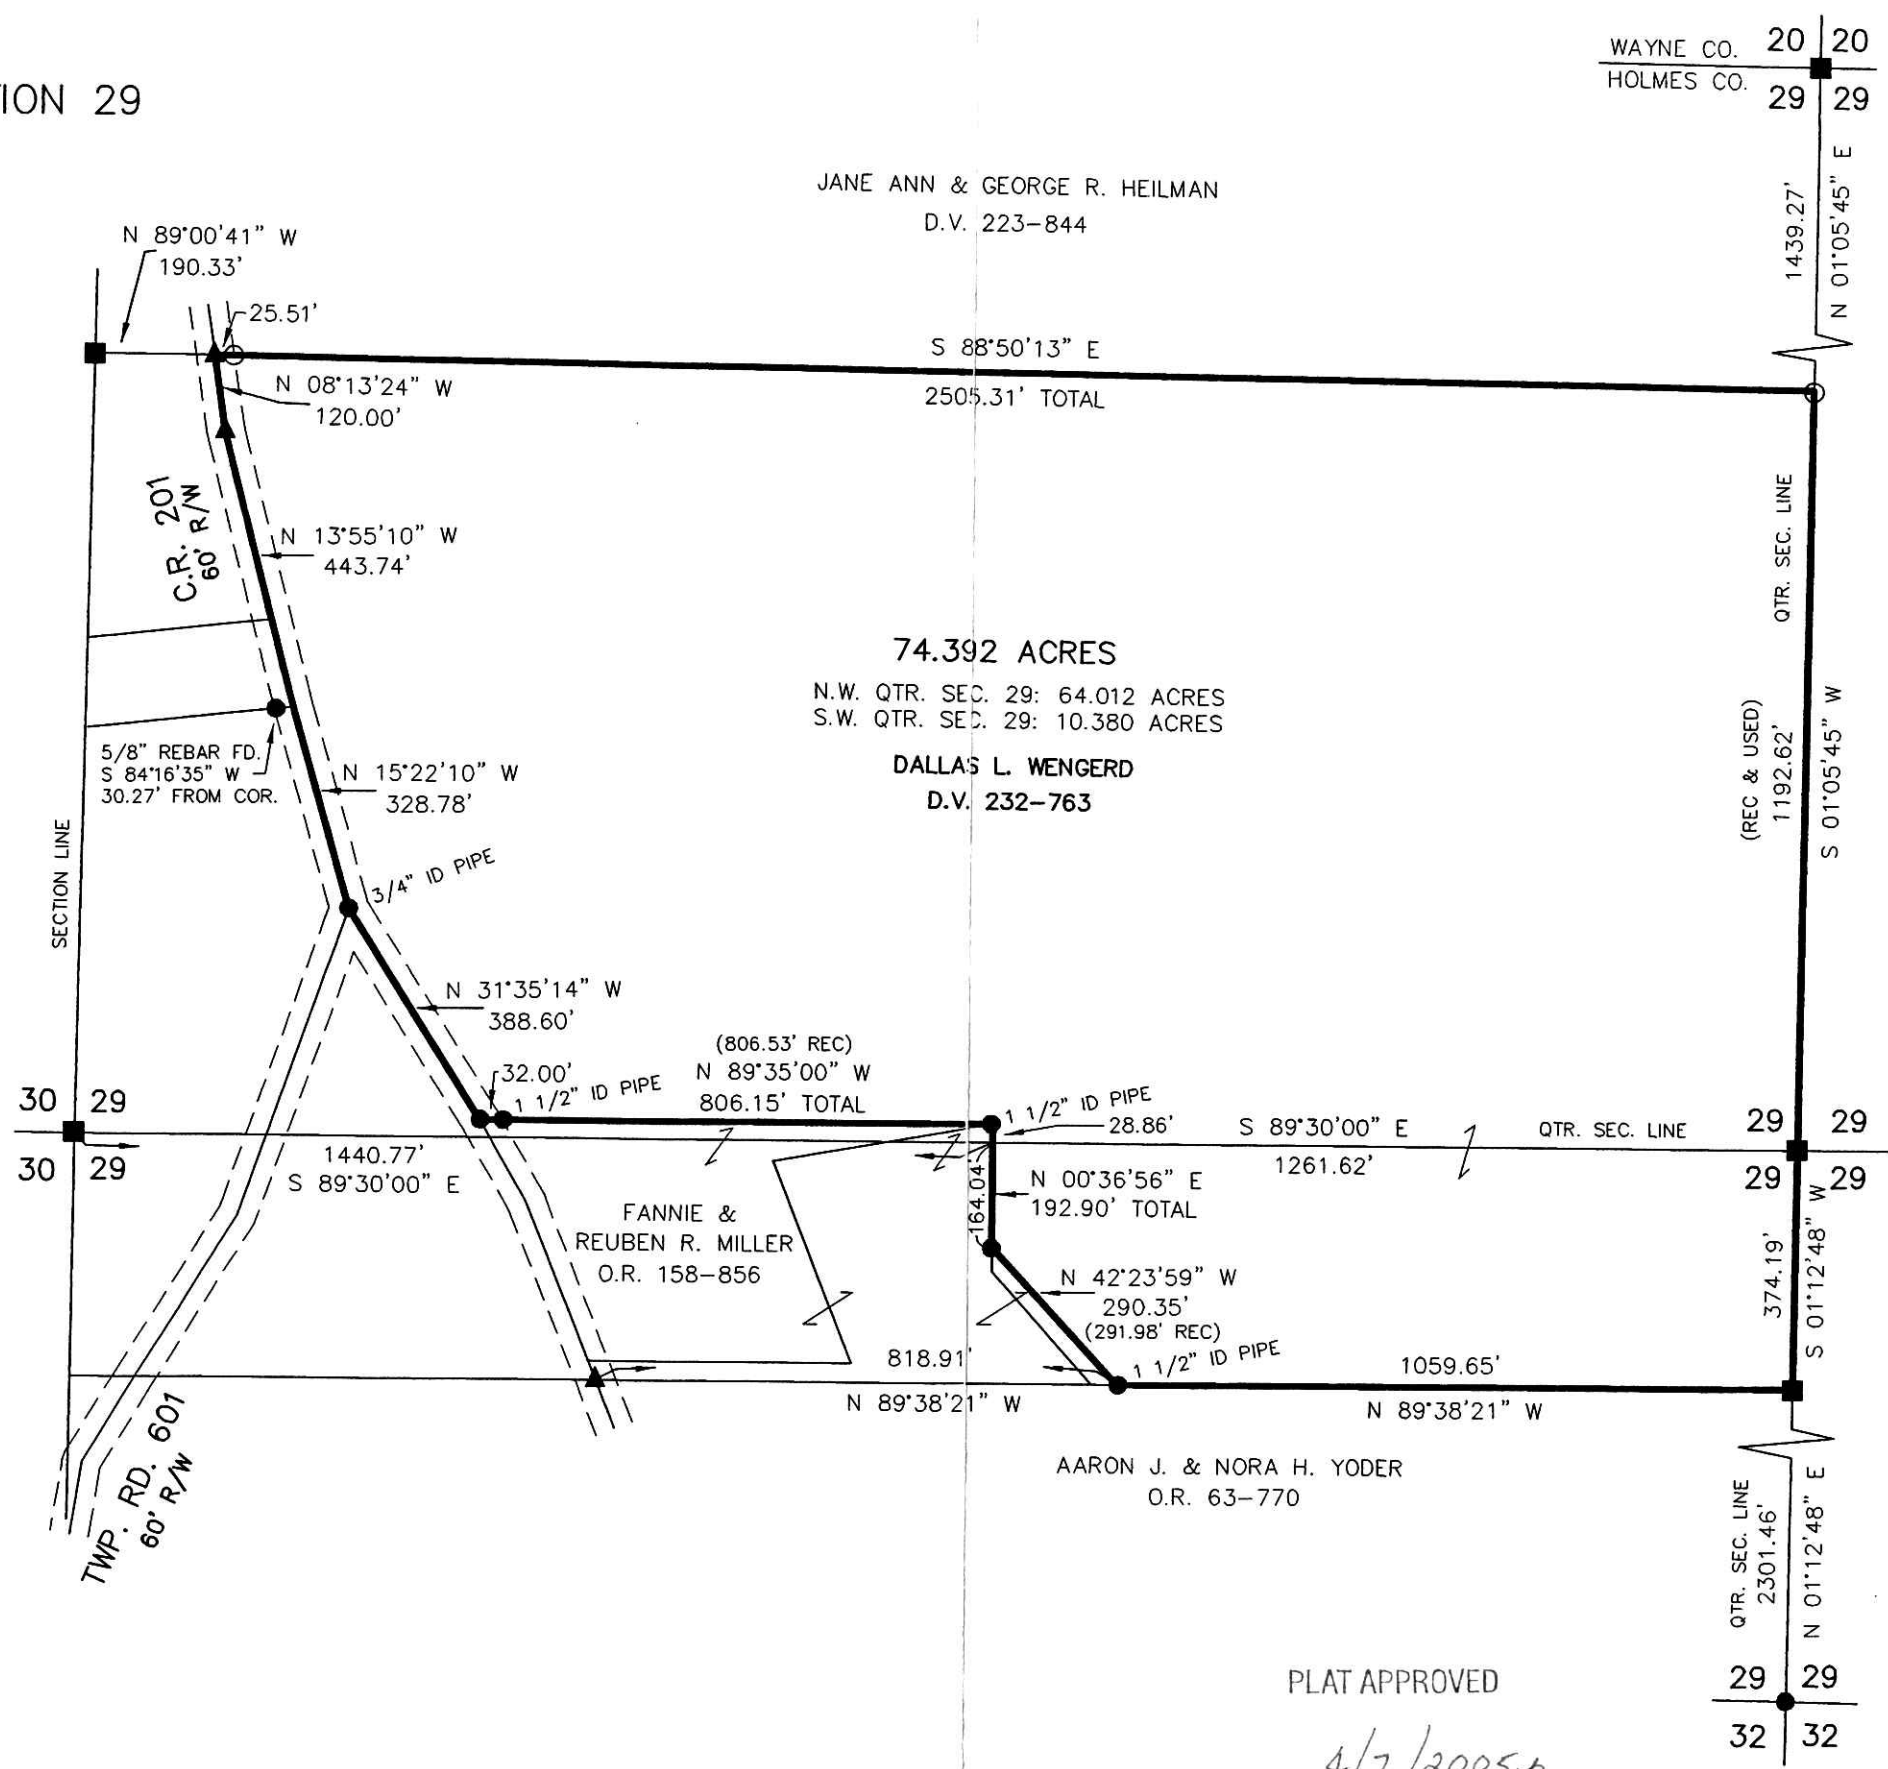 TION 29
WAYNE CO. 20 20
HOLMES CO. 29 29
JANE ANN & GEORGE R. HEILMAN
D.V. 223-844
N 89°00'41" W
190.33'
25.51'
1439.27'
N 01°05'45" E
S 88°50'13" E
2505.31' TOTAL
N 08°13'24" W
120.00'
C.R. 201
60' R/W
N 13°55'10" W
443.74'
QTR. SEC. LINE
74.392 ACRES
N.W. QTR. SEC. 29: 64.012 ACRES
S.W. QTR. SEC. 29: 10.380 ACRES
DALLAS L. WENGERD
D.V. 232-763
(REC & USED)
1192.62'
S 01°05'45" W
5/8" REBAR FD.
S 84°16'35" W
30.27' FROM COR.
N 15°22'10" W
328.78'
SECTION LINE
3/4" ID PIPE
N 31°35'14" W
388.60'
32.00'
1 1/2" ID PIPE
(806.53' REC)
N 89°35'00" W
806.15' TOTAL
1 1/2" ID PIPE
28.86'
S 89°30'00" E
1261.62'
QTR. SEC. LINE
30 29
30 29
29 29
29 29
1440.77'
S 89°30'00" E
164.04'
N 00°36'56" E
192.90' TOTAL
FANNIE &
REUBEN R. MILLER
O.R. 158-856
N 42°23'59" W
290.35'
(291.98' REC)
374.19'
S 01°12'48" W
818.91'
N 89°38'21" W
1 1/2" ID PIPE
1059.65'
N 89°38'21" W
AARON J. & NORA H. YODER
O.R. 63-770
TWP. RD. 601
60' R/W
QTR. SEC. LINE
2301.46'
N 01°12'48" E
PLAT APPROVED
29 29
32 32
4/7/2005